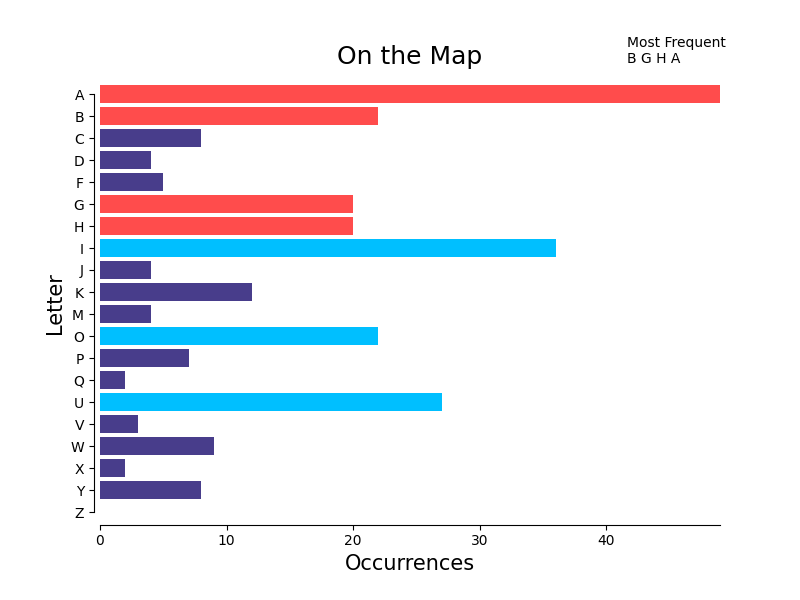 Most Frequent
B G H A
On the Map
A
B
C
D
F
G
H
I
J
K
M
O
P
Q
U
V
W
X
Y
Z
Letter
0 10 20 30 40
Occurrences